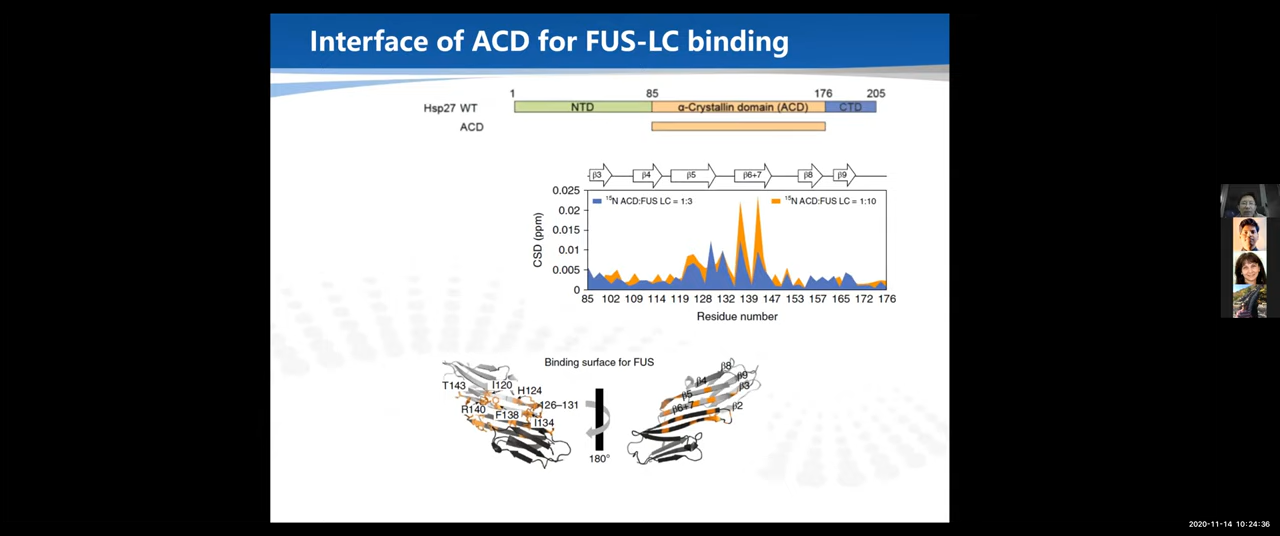 Interface of ACD for FUS-LC binding
1 85 176 205
Hsp27 WT NTD α-Crystallin domain (ACD) CTD
ACD
β3 β4 β5 β6+7 β8 β9
0.025
0.02
0.015
0.01
0.005
0
CSD (ppm)
¹⁵N ACD:FUS LC = 1:3 ¹⁵N ACD:FUS LC = 1:10
85 102 109 114 119 128 132 139 147 153 157 165 172 176
Residue number
Binding surface for FUS
T143 I120 H124
126–131
R140 F138 I134
180°
β8
β4 β9
β5 β3
β6+7 β2
2020-11-14 10:24:36